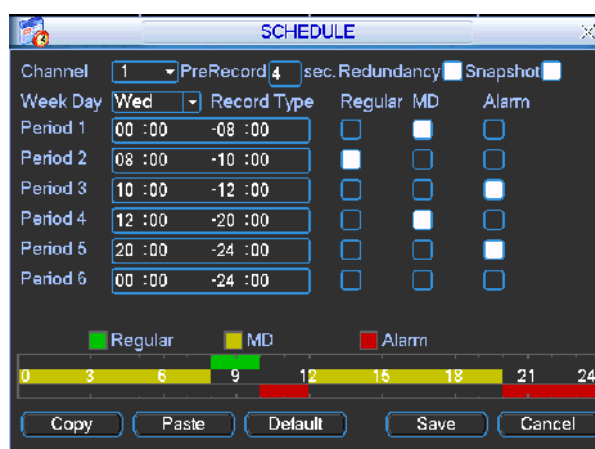 SCHEDULE
Channel 1 PreRecord 4 sec. Redundancy Snapshot
Week Day Wed Record Type Regular MD Alarm
Period 1 00 :00 -08 :00
Period 2 08 :00 -10 :00
Period 3 10 :00 -12 :00
Period 4 12 :00 -20 :00
Period 5 20 :00 -24 :00
Period 6 00 :00 -24 :00
Regular MD Alarm
0 3 6 9 12 15 18 21 24
Copy Paste Default Save Cancel